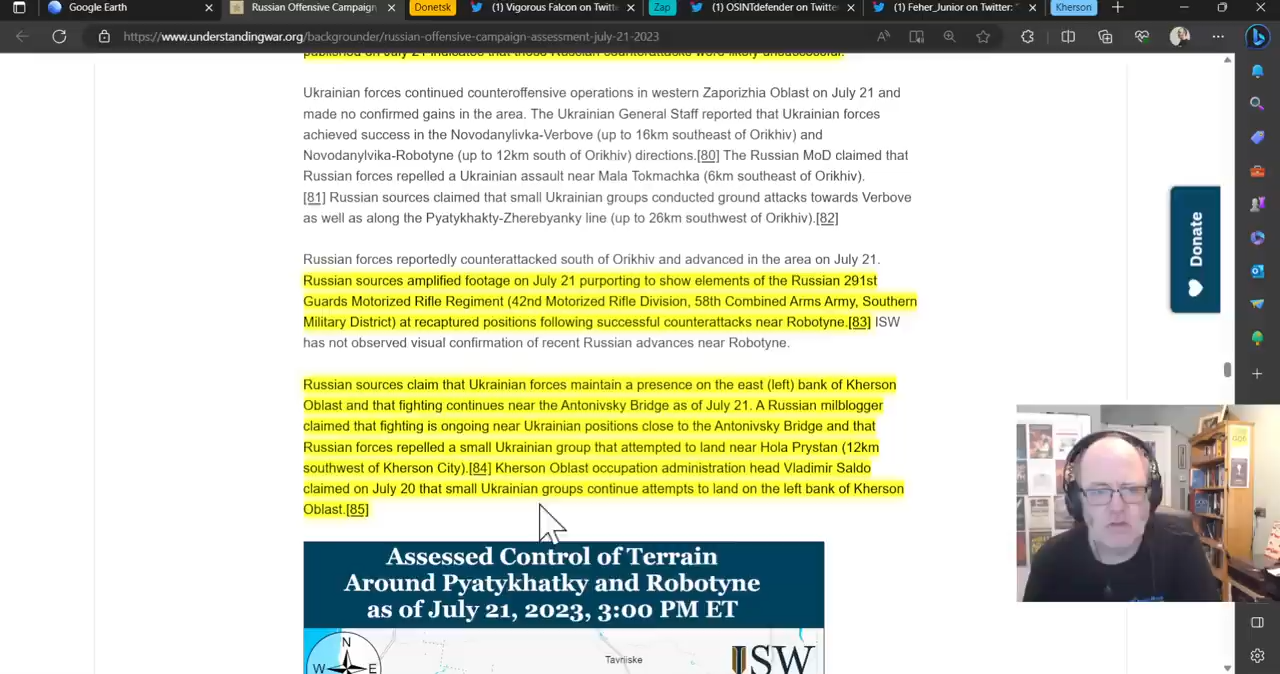 Google Earth
Russian Offensive Campaign
Donetsk
(1) Vigorous Falcon on Twitt
Zap
(1) OSINTdefender on Twitte
(1) Feher_Junior on Twitter: "
Kherson
https://www.understandingwar.org/backgrounder/russian-offensive-campaign-assessment-july-21-2023
published on July 21 indicates that those Russian counterattacks were likely unsuccessful.
Ukrainian forces continued counteroffensive operations in western Zaporizhia Oblast on July 21 and
made no confirmed gains in the area. The Ukrainian General Staff reported that Ukrainian forces
achieved success in the Novodanylivka-Verbove (up to 16km southeast of Orikhiv) and
Novodanylvika-Robotyne (up to 12km south of Orikhiv) directions.[80] The Russian MoD claimed that
Russian forces repelled a Ukrainian assault near Mala Tokmachka (6km southeast of Orikhiv).
[81] Russian sources claimed that small Ukrainian groups conducted ground attacks towards Verbove
as well as along the Pyatykhakty-Zherebyanky line (up to 26km southwest of Orikhiv).[82]
Russian forces reportedly counterattacked south of Orikhiv and advanced in the area on July 21.
Russian sources amplified footage on July 21 purporting to show elements of the Russian 291st
Guards Motorized Rifle Regiment (42nd Motorized Rifle Division, 58th Combined Arms Army, Southern
Military District) at recaptured positions following successful counterattacks near Robotyne.[83] ISW
has not observed visual confirmation of recent Russian advances near Robotyne.
Russian sources claim that Ukrainian forces maintain a presence on the east (left) bank of Kherson
Oblast and that fighting continues near the Antonivsky Bridge as of July 21. A Russian milblogger
claimed that fighting is ongoing near Ukrainian positions close to the Antonivsky Bridge and that
Russian forces repelled a small Ukrainian group that attempted to land near Hola Prystan (12km
southwest of Kherson City).[84] Kherson Oblast occupation administration head Vladimir Saldo
claimed on July 20 that small Ukrainian groups continue attempts to land on the left bank of Kherson
Oblast.[85]
Donate
Assessed Control of Terrain
Around Pyatykhatky and Robotyne
as of July 21, 2023, 3:00 PM ET
N
W
E
Tavriiske
ISW